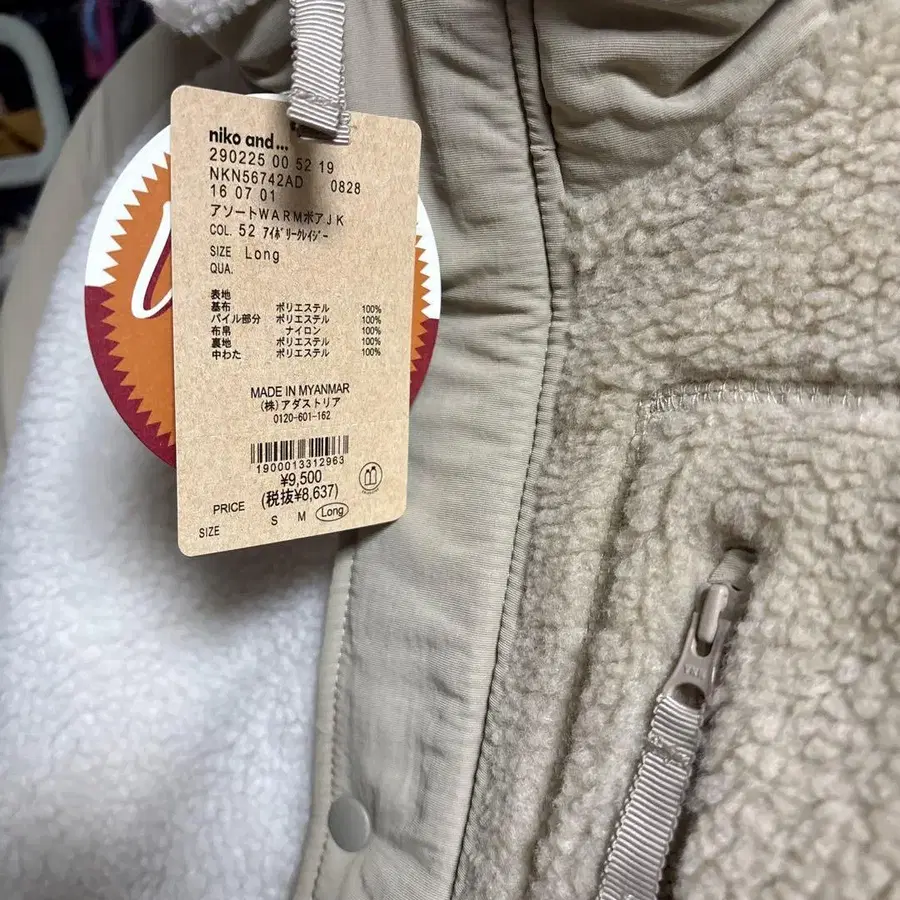 niko and...
290225 00 52 19
NKN56742AD 0828
16 07 01
アソートWARMボアJK
COL. 52 ｱｲﾎﾞﾘｰｸﾚｲｼﾞｰ
SIZE Long
QUA.
表地
基布 ポリエステル 100%
パイル部分 ポリエステル 100%
布帛 ナイロン 100%
裏地 ポリエステル 100%
中わた ポリエステル 100%
MADE IN MYANMAR
(株)アダストリア
0120-601-162
1900013312963
¥9,500
PRICE (税抜¥8,637)
SIZE S M Long
YKK